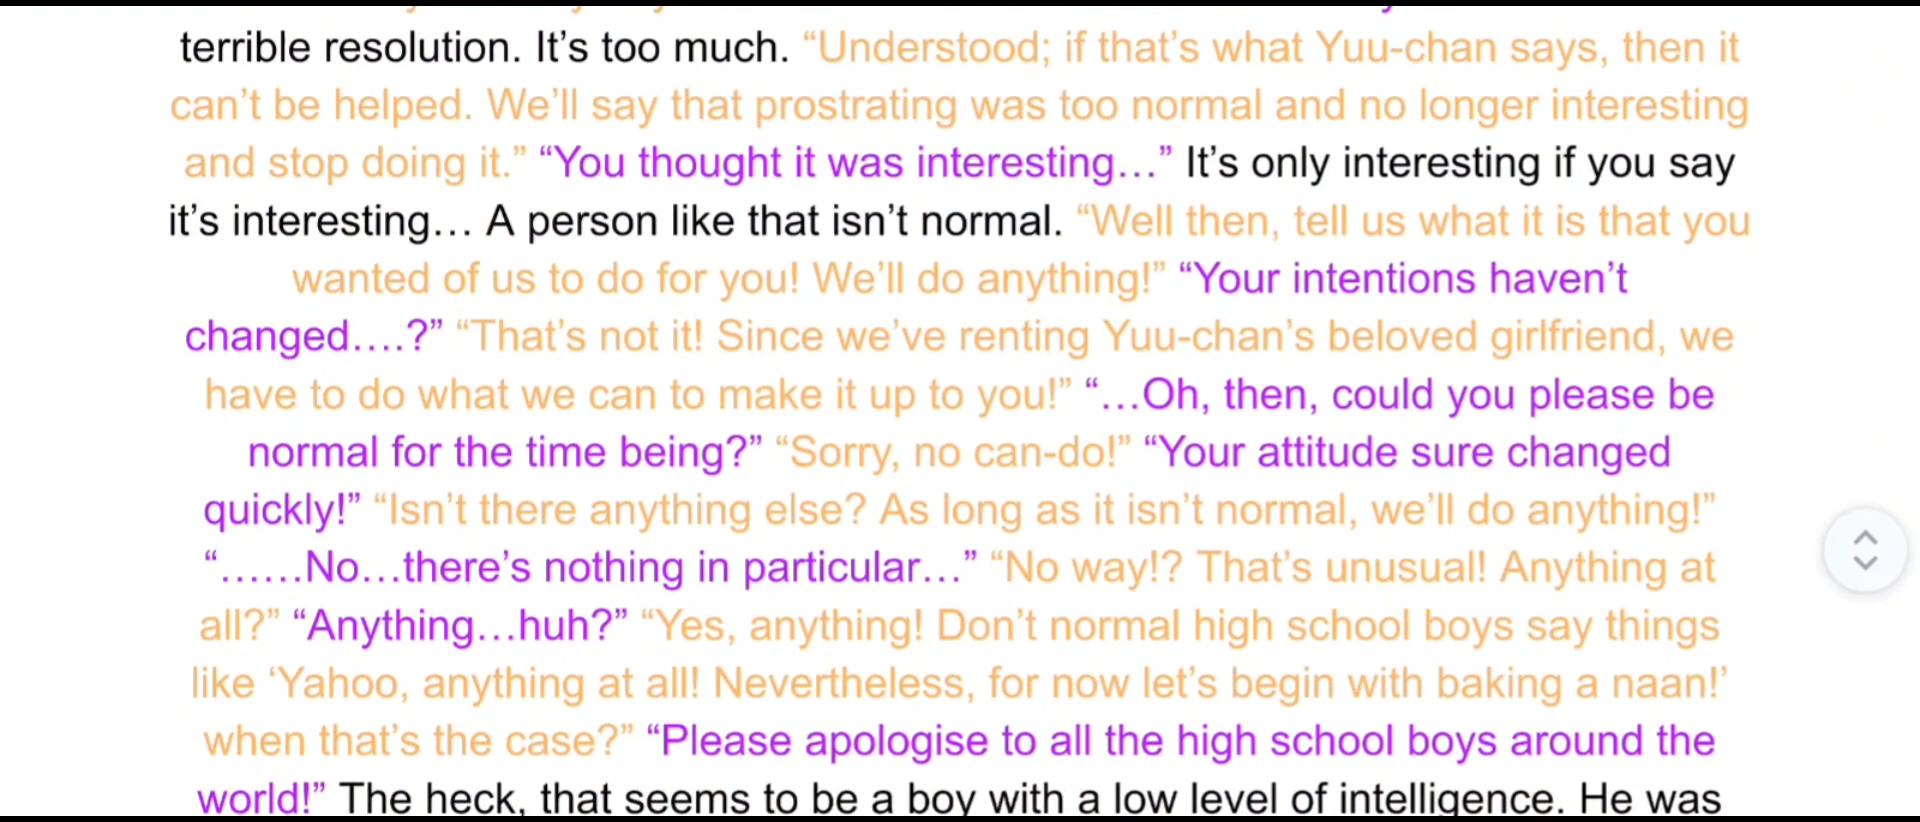 terrible resolution. It’s too much. “Understood; if that’s what Yuu-chan says, then it
can’t be helped. We’ll say that prostrating was too normal and no longer interesting
and stop doing it.” “You thought it was interesting…” It’s only interesting if you say
it’s interesting… A person like that isn’t normal. “Well then, tell us what it is that you
wanted of us to do for you! We’ll do anything!” “Your intentions haven’t
changed….?” “That’s not it! Since we’ve renting Yuu-chan’s beloved girlfriend, we
have to do what we can to make it up to you!” “…Oh, then, could you please be
normal for the time being?” “Sorry, no can-do!” “Your attitude sure changed
quickly!” “Isn’t there anything else? As long as it isn’t normal, we’ll do anything!”
“……No…there’s nothing in particular…” “No way!? That’s unusual! Anything at
all?” “Anything…huh?” “Yes, anything! Don’t normal high school boys say things
like ‘Yahoo, anything at all! Nevertheless, for now let’s begin with baking a naan!’
when that’s the case?” “Please apologise to all the high school boys around the
world!” The heck, that seems to be a boy with a low level of intelligence. He was